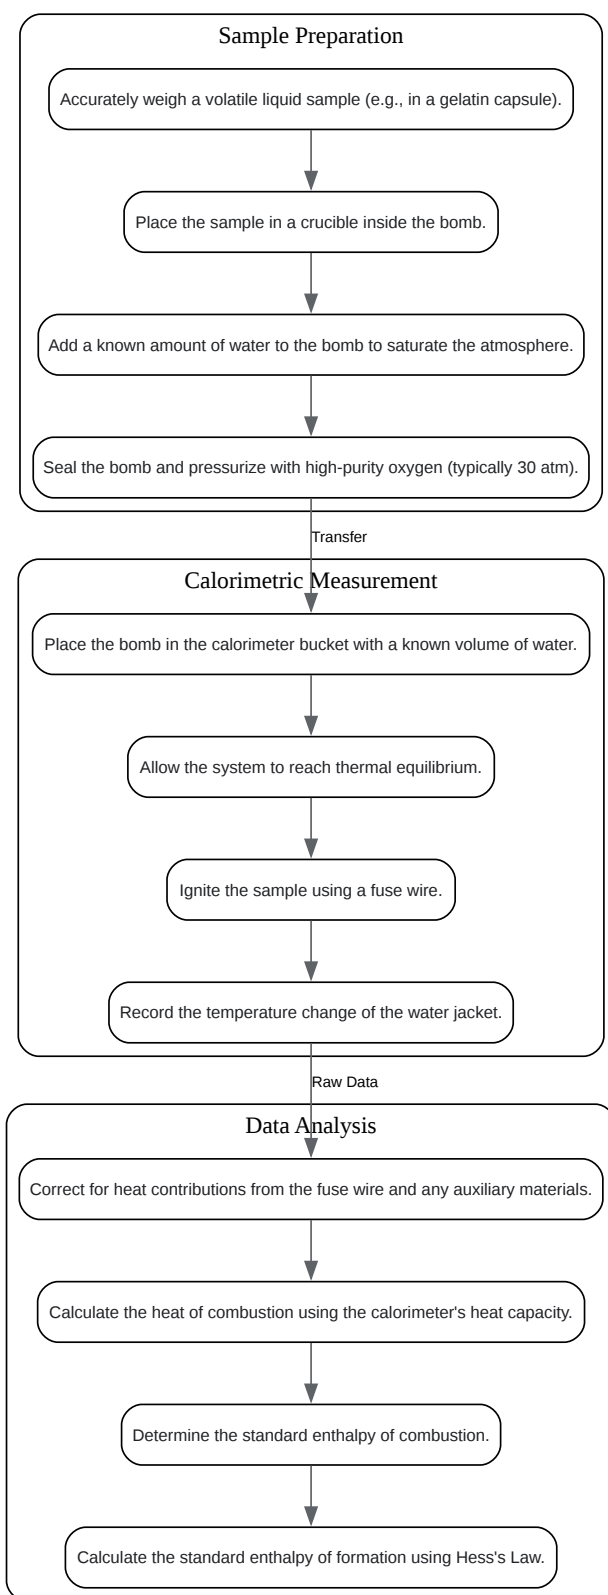 Sample Preparation
Accurately weigh a volatile liquid sample (e.g., in a gelatin capsule).
Place the sample in a crucible inside the bomb.
Add a known amount of water to the bomb to saturate the atmosphere.
Seal the bomb and pressurize with high-purity oxygen (typically 30 atm).
Transfer
Calorimetric Measurement
Place the bomb in the calorimeter bucket with a known volume of water.
Allow the system to reach thermal equilibrium.
Ignite the sample using a fuse wire.
Record the temperature change of the water jacket.
Raw Data
Data Analysis
Correct for heat contributions from the fuse wire and any auxiliary materials.
Calculate the heat of combustion using the calorimeter's heat capacity.
Determine the standard enthalpy of combustion.
Calculate the standard enthalpy of formation using Hess's Law.